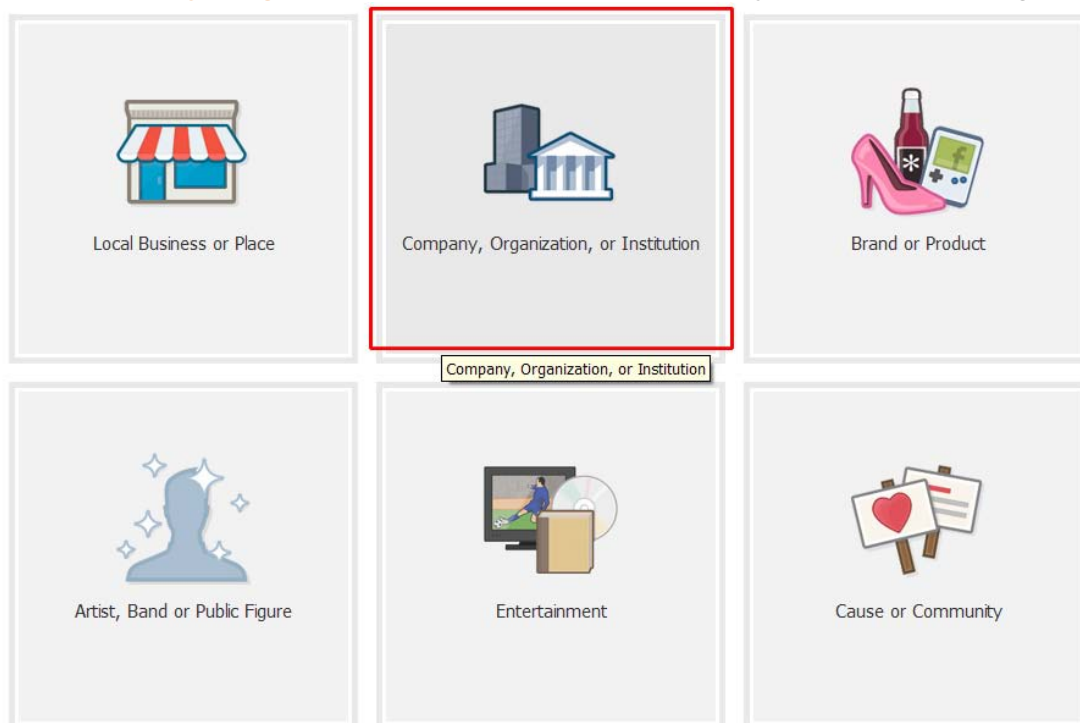 Local Business or Place
Company, Organization, or Institution
Brand or Product
Company, Organization, or Institution
Artist, Band or Public Figure
Entertainment
Cause or Community